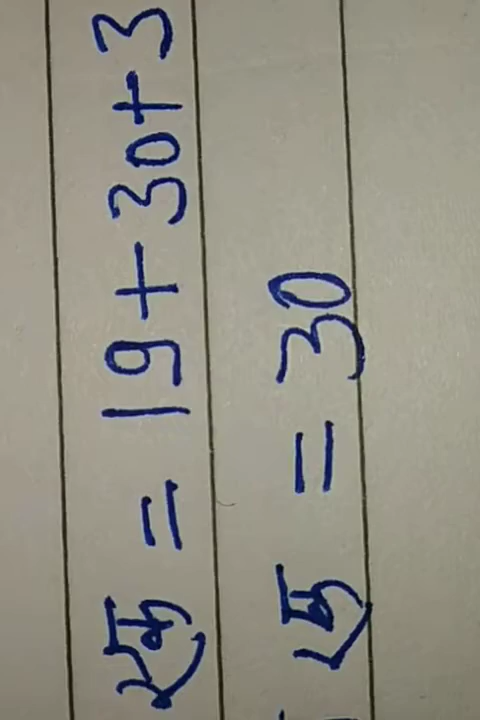 = 19 + 30 + 3
= 30